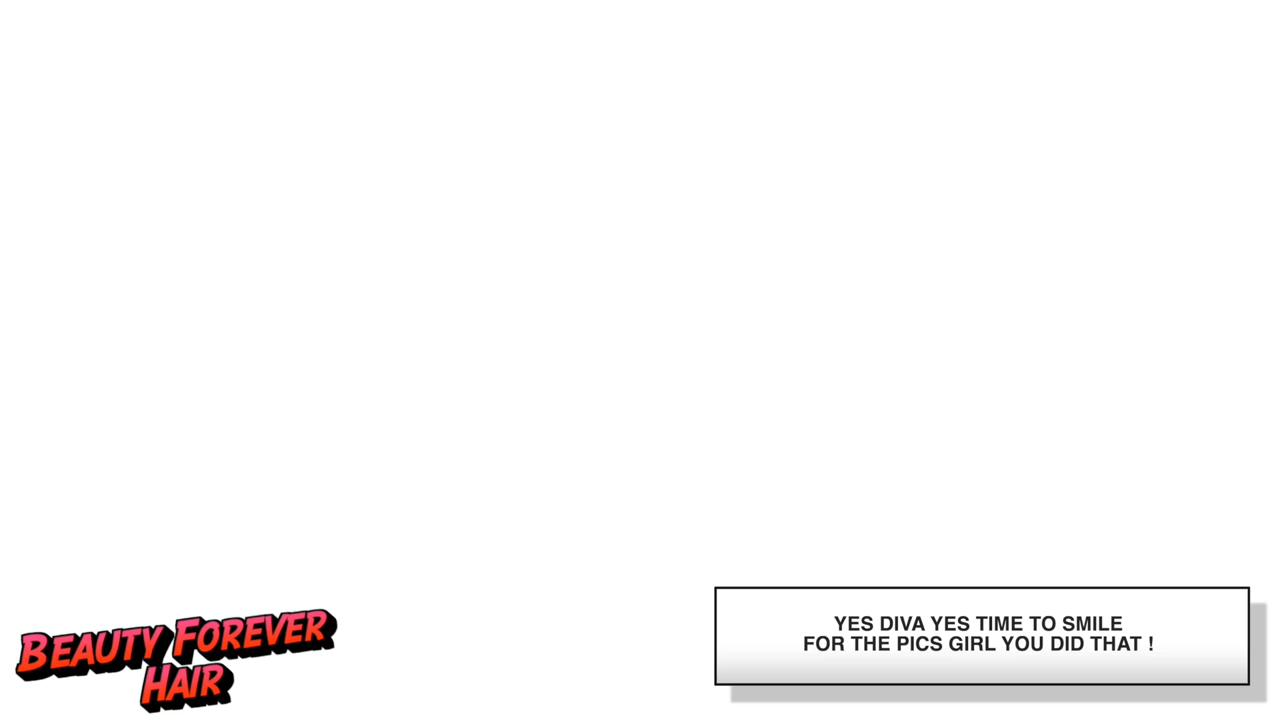 BEAUTY FOREVER
HAIR
YES DIVA YES TIME TO SMILE
FOR THE PICS GIRL YOU DID THAT !